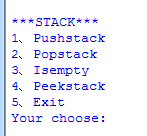 ***STACK***
1、Pushstack
2、Popstack
3、Isempty
4、Peekstack
5、Exit
Your choose: